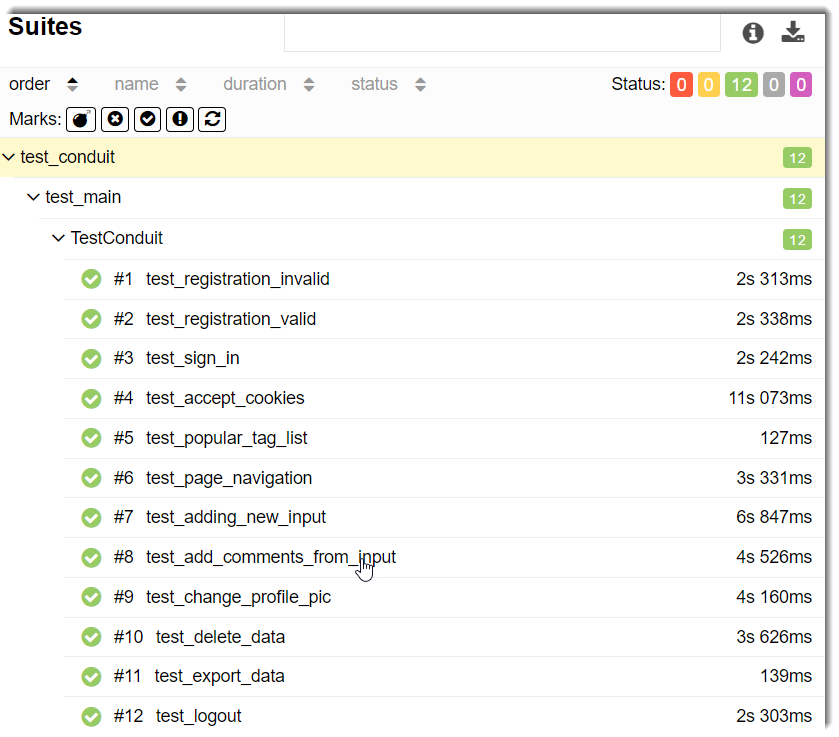 Suites
order name duration status Status: 0 0 12 0 0
Marks:
test_conduit 12
test_main 12
TestConduit 12
#1 test_registration_invalid 2s 313ms
#2 test_registration_valid 2s 338ms
#3 test_sign_in 2s 242ms
#4 test_accept_cookies 11s 073ms
#5 test_popular_tag_list 127ms
#6 test_page_navigation 3s 331ms
#7 test_adding_new_input 6s 847ms
#8 test_add_comments_from_input 4s 526ms
#9 test_change_profile_pic 4s 160ms
#10 test_delete_data 3s 626ms
#11 test_export_data 139ms
#12 test_logout 2s 303ms